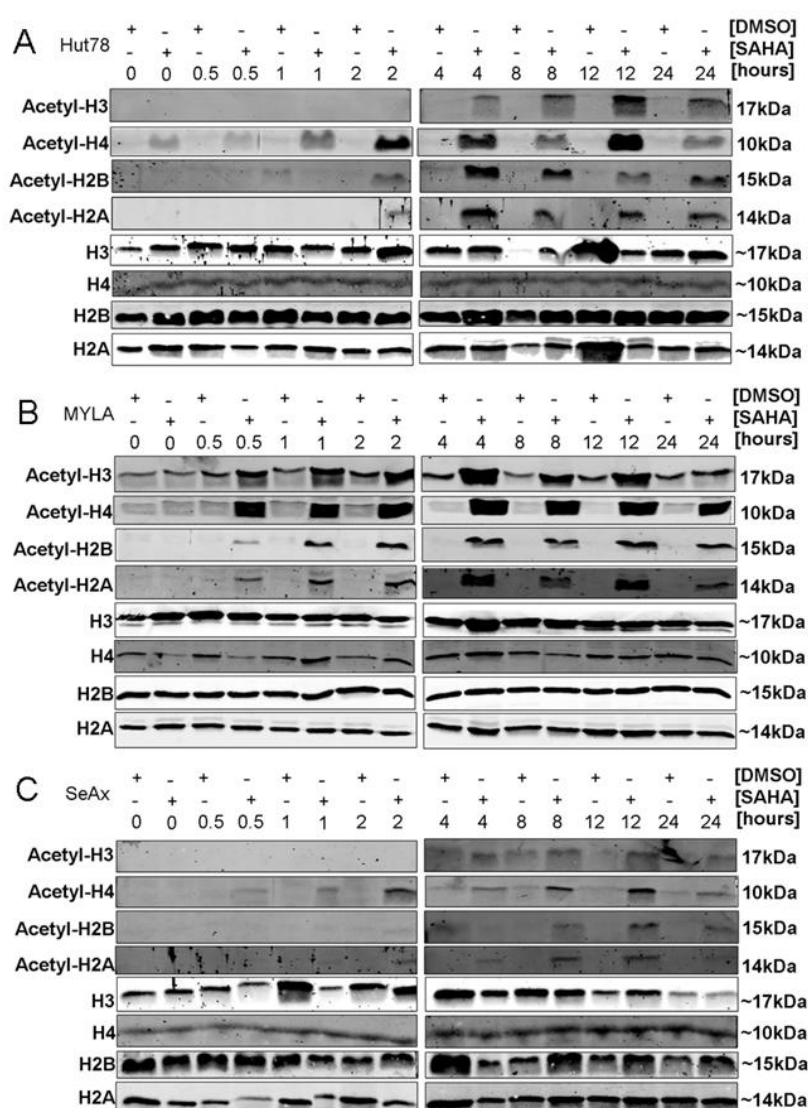 A Hut78
+ - + - + - + - + - + - + - + - [DMSO]
- + - + - + - + - + - + - + - + [SAHA]
0 0 0.5 0.5 1 1 2 2 4 4 8 8 12 12 24 24 [hours]
Acetyl-H3 17kDa
Acetyl-H4 10kDa
Acetyl-H2B 15kDa
Acetyl-H2A 14kDa
H3 ~17kDa
H4 ~10kDa
H2B ~15kDa
H2A ~14kDa
B MYLA
+ - + - + - + - + - + - + - + - [DMSO]
- + - + - + - + - + - + - + - + [SAHA]
0 0 0.5 0.5 1 1 2 2 4 4 8 8 12 12 24 24 [hours]
Acetyl-H3 17kDa
Acetyl-H4 10kDa
Acetyl-H2B 15kDa
Acetyl-H2A 14kDa
H3 ~17kDa
H4 ~10kDa
H2B ~15kDa
H2A ~14kDa
C SeAx
+ - + - + - + - + - + - + - + - [DMSO]
- + - + - + - + - + - + - + - + [SAHA]
0 0 0.5 0.5 1 1 2 2 4 4 8 8 12 12 24 24 [hours]
Acetyl-H3 17kDa
Acetyl-H4 10kDa
Acetyl-H2B 15kDa
Acetyl-H2A 14kDa
H3 ~17kDa
H4 ~10kDa
H2B ~15kDa
H2A ~14kDa